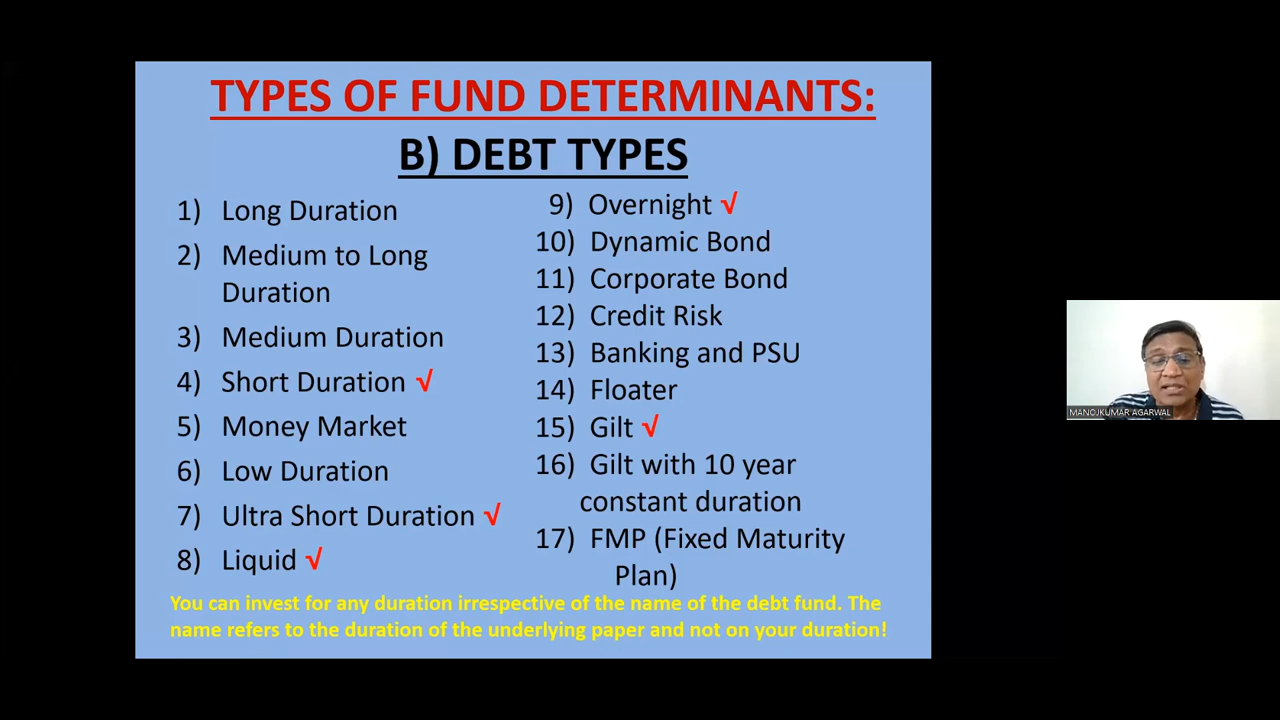 TYPES OF FUND DETERMINANTS:
B) DEBT TYPES
1) Long Duration
2) Medium to Long
Duration
3) Medium Duration
4) Short Duration √
5) Money Market
6) Low Duration
7) Ultra Short Duration √
8) Liquid √
9) Overnight √
10) Dynamic Bond
11) Corporate Bond
12) Credit Risk
13) Banking and PSU
14) Floater
15) Gilt √
16) Gilt with 10 year
constant duration
17) FMP (Fixed Maturity
Plan)
You can invest for any duration irrespective of the name of the debt fund. The
name refers to the duration of the underlying paper and not on your duration!
MANOJKUMAR AGARWAL